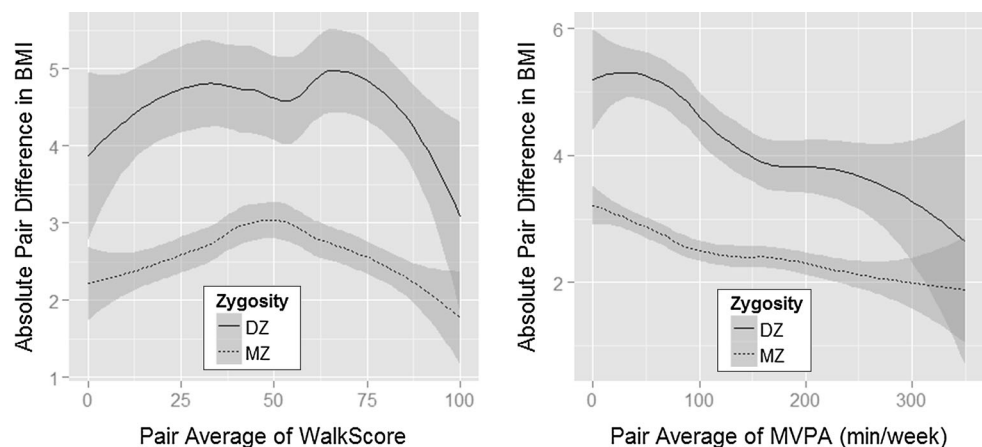 Absolute Pair Difference in BMI
5
4
3
2
1
Zygosity
DZ
MZ
0
25
50
75
100
Pair Average of WalkScore
Absolute Pair Difference in BMI
6
4
2
Zygosity
DZ
MZ
0
100
200
300
Pair Average of MVPA (min/week)